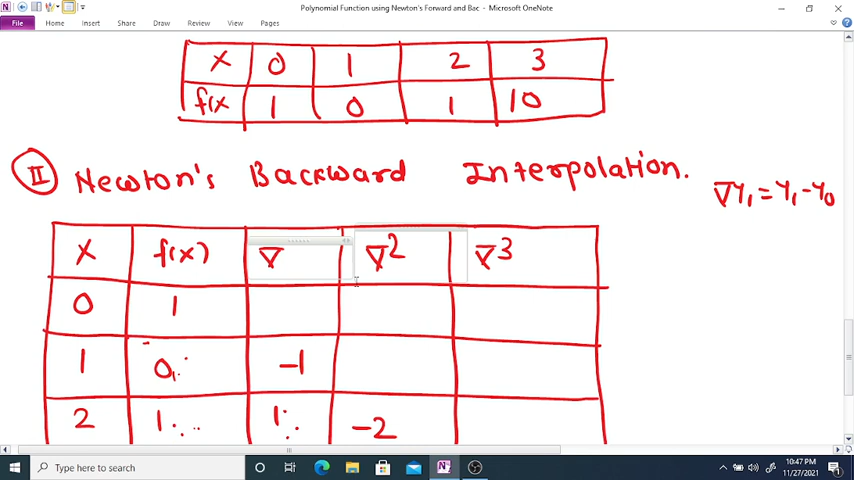 Polynomial Function using Newton's Forward and Bac - Microsoft OneNote
File Home Insert Draw History Review View Pages
x 0 1 2 3
f(x 1 0 1 10
II Newton's Backward Interpolation.
∇y₁ = y₁ - y₀
x f(x) ∇ ∇² ∇³
0 1
1 0 -1
2 1 1 -2
Type here to search
10:47 PM
11/27/2021